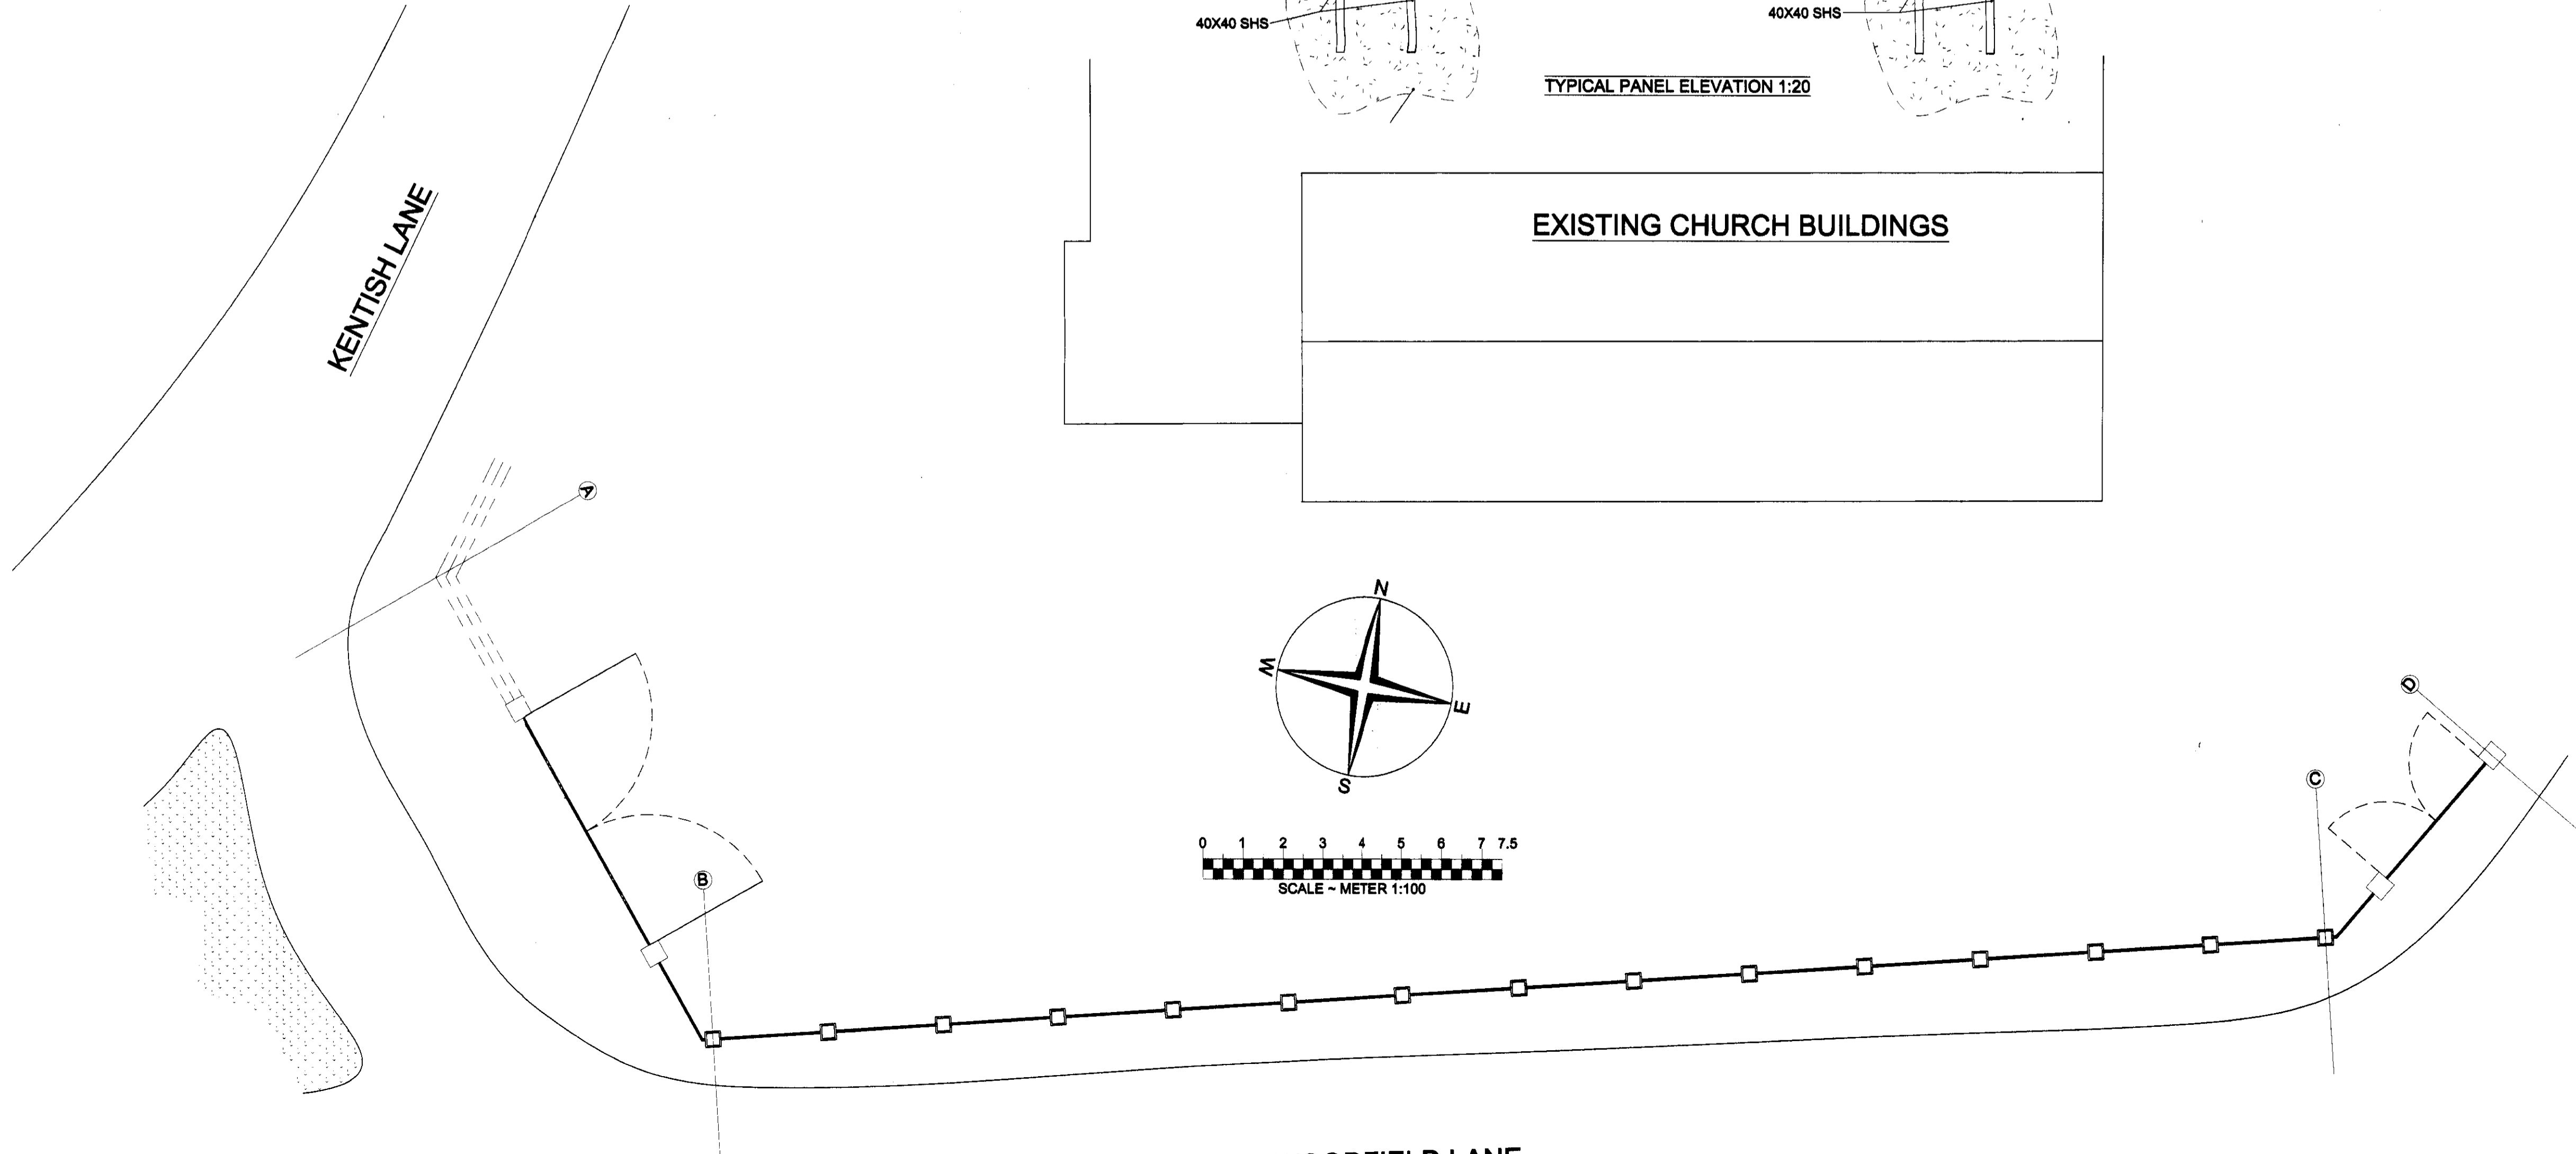 40X40 SHS
40X40 SHS
TYPICAL PANEL ELEVATION 1:20
EXISTING CHURCH BUILDINGS
KENTISH LANE
A
N
W
E
S
D
C
0 1 2 3 4 5 6 7 7.5
SCALE ~ METER 1:100
B
LANE